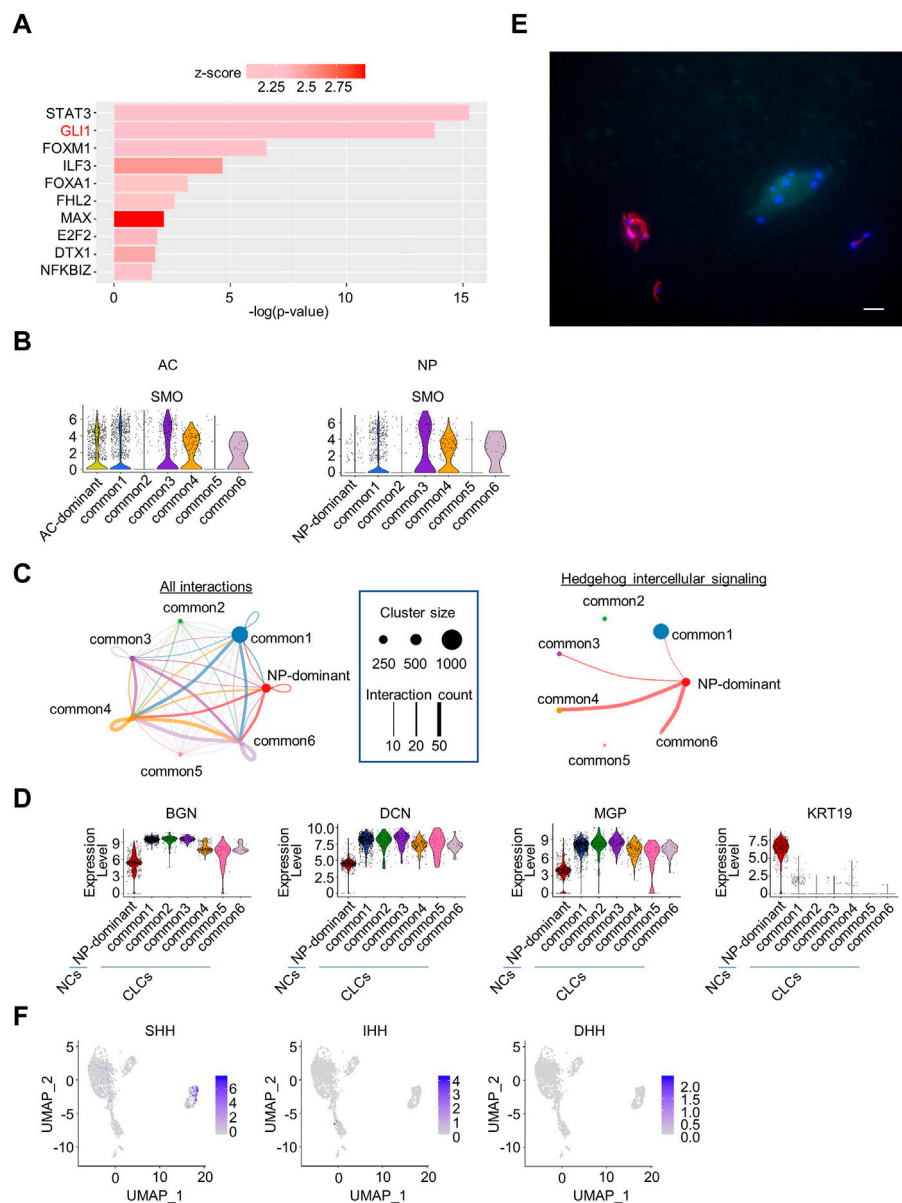 A
z-score
2.25 2.5 2.75
STAT3
GLI1
FOXM1
ILF3
FOXA1
FHL2
MAX
E2F2
DTX1
NFKBIZ
0 5 10 15
-log(p-value)
E
B
AC
SMO
6
4
2
0
AC-dominant
common1
common2
common3
common4
common5
common6
NP
SMO
6
4
2
0
NP-dominant
common1
common2
common3
common4
common5
common6
C
All interactions
common2
common3
common1
NP-dominant
common4
common6
common5
Cluster size
250 500 1000
Interaction count
10 20 50
Hedgehog intercellular signaling
common2
common3
common1
NP-dominant
common4
common6
common5
D
BGN
Expression
Level
9
6
3
0
NP-dominant
common1
common2
common3
common4
common5
common6
NCs
CLCs
DCN
Expression
Level
10.0
7.5
5.0
2.5
0.0
NP-dominant
common1
common2
common3
common4
common5
common6
NCs
CLCs
MGP
Expression
Level
9
6
3
0
NP-dominant
common1
common2
common3
common4
common5
common6
NCs
CLCs
KRT19
Expression
Level
7.5
5.0
2.5
0
NP-dominant
common1
common2
common3
common4
common5
common6
NCs
CLCs
F
SHH
UMAP_2
5
0
-5
-10
0 10 20
UMAP_1
6
4
2
0
IHH
UMAP_2
5
0
-5
-10
0 10 20
UMAP_1
4
3
2
1
0
DHH
UMAP_2
5
0
-5
-10
0 10 20
UMAP_1
2.0
1.5
1.0
0.5
0.0